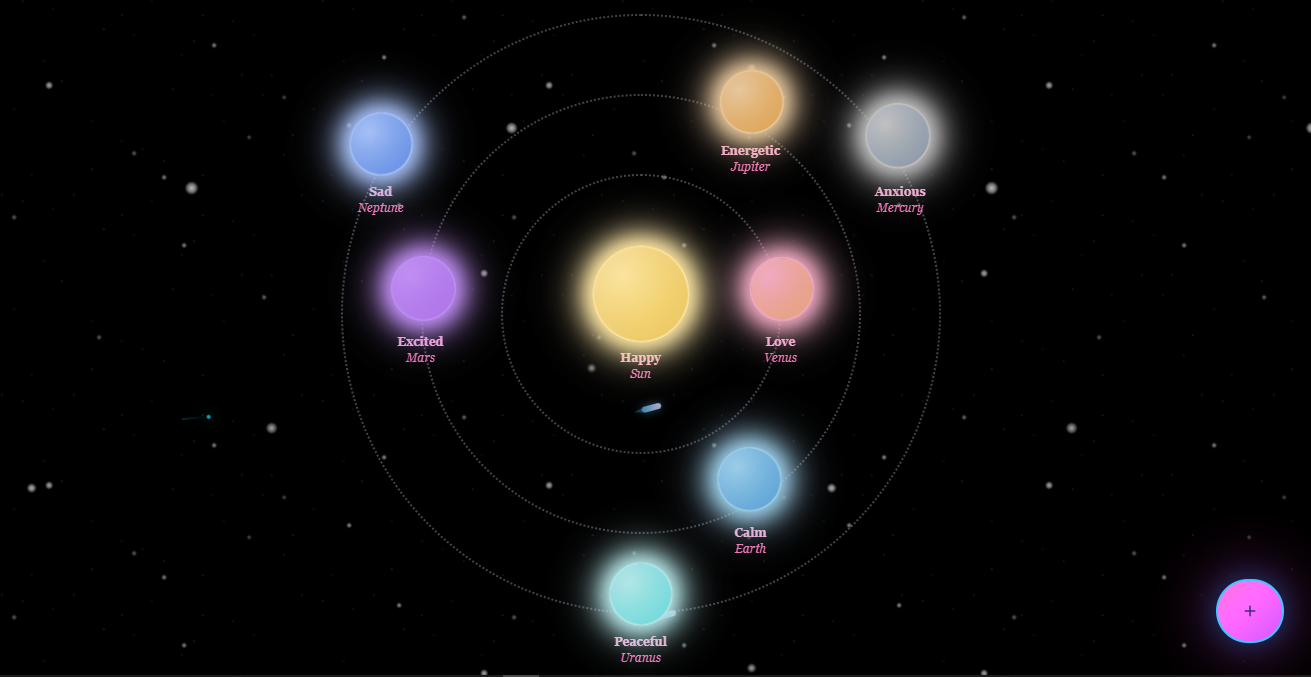 Energetic
Jupiter
Sad
Neptune
Anxious
Mercury
Excited
Mars
Happy
Sun
Love
Venus
Calm
Earth
Peaceful
Uranus
+